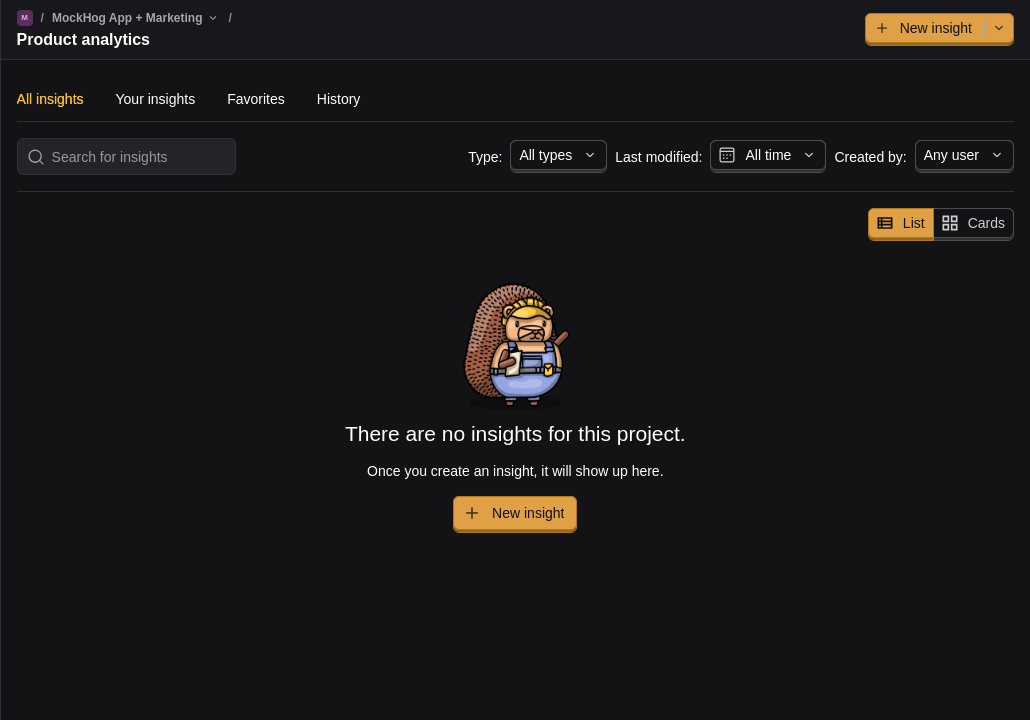 M / MockHog App + Marketing /
Product analytics
New insight
All insights Your insights Favorites History
Search for insights Type: All types Last modified: All time Created by: Any user
List Cards
There are no insights for this project.
Once you create an insight, it will show up here.
New insight